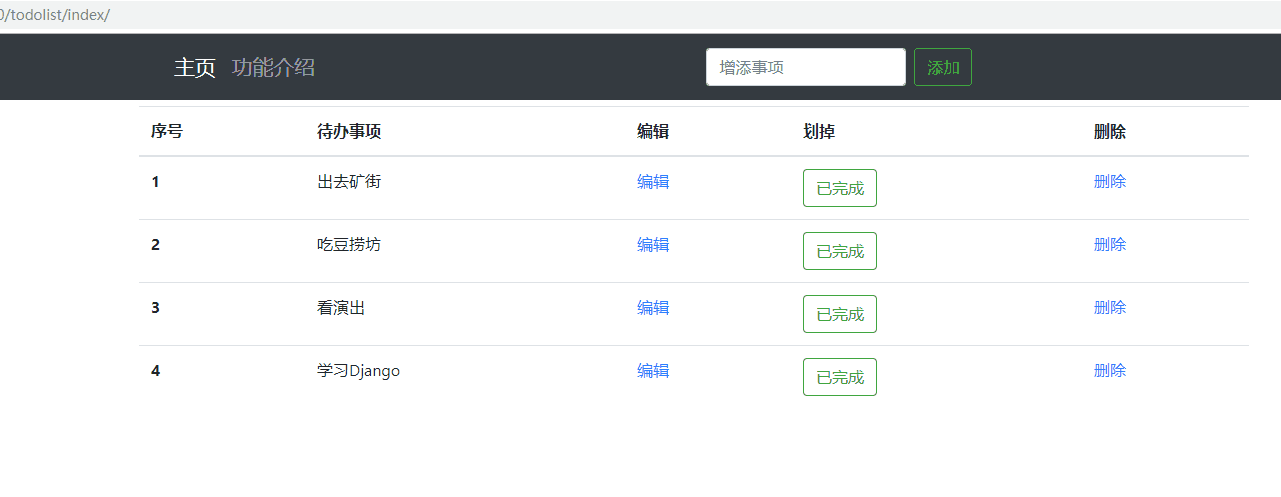 0/todolist/index/
主页 功能介绍 增添事项 添加
序号 待办事项 编辑 划掉 删除
1 出去矿街 编辑 已完成 删除
2 吃豆捞坊 编辑 已完成 删除
3 看演出 编辑 已完成 删除
4 学习Django 编辑 已完成 删除